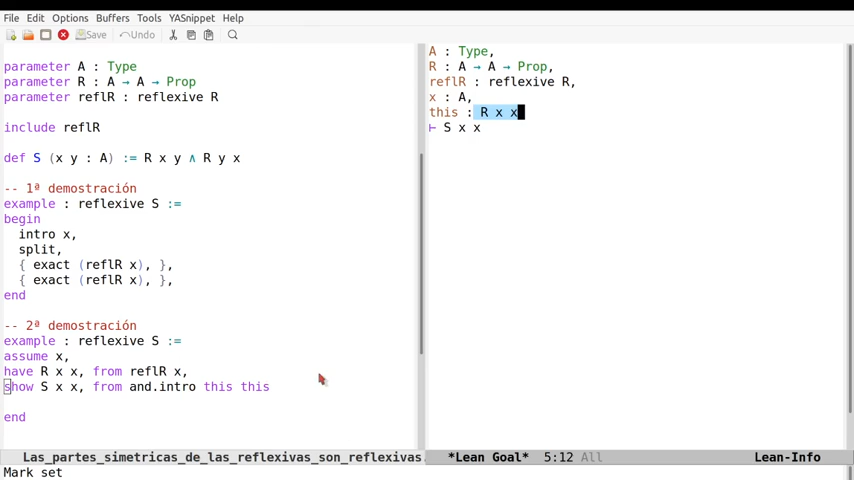 File Edit Options Buffers Tools YASnippet Help
Save Undo
parameter A : Type
parameter R : A → A → Prop
parameter reflR : reflexive R
include reflR
def S (x y : A) := R x y ∧ R y x
-- 1ª demostración
example : reflexive S :=
begin
intro x,
split,
{ exact (reflR x), },
{ exact (reflR x), },
end
-- 2ª demostración
example : reflexive S :=
assume x,
have R x x, from reflR x,
show S x x, from and.intro this this
end
Las_partes_simetricas_de_las_reflexivas_son_reflexivas.
A : Type,
R : A → A → Prop,
reflR : reflexive R,
x : A,
this : R x x
⊢ S x x
*Lean Goal* 5:12 All Lean-Info
Mark set